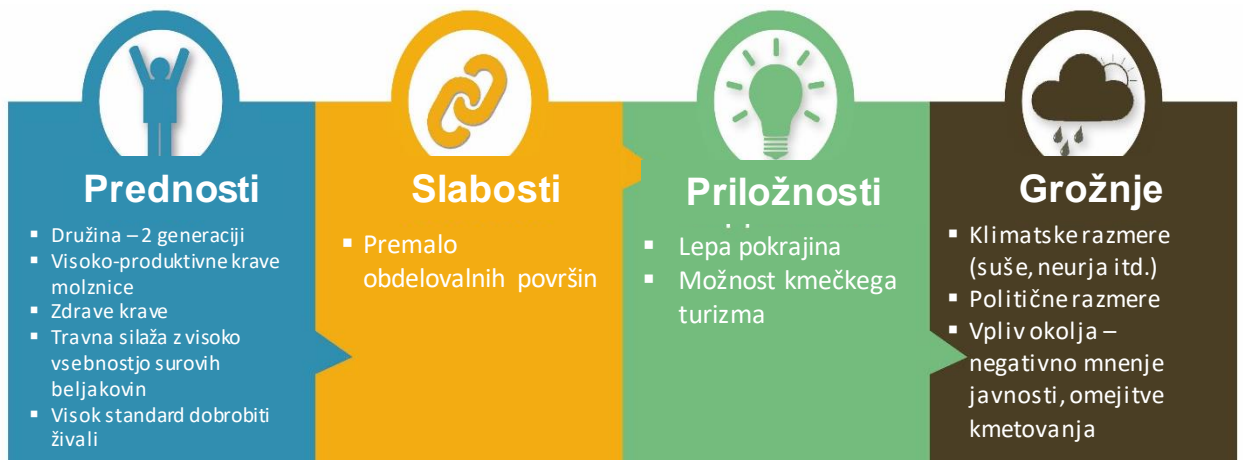 Prednosti
▪ Družina – 2 generaciji
▪ Visoko-produktivne krave
molznice
▪ Zdrave krave
▪ Travna silaža z visoko
vsebnostjo surovih
beljakovin
▪ Visok standard dobrobiti
živali
Slabosti
▪ Premalo
obdelovalnih površin
Priložnosti
▪ Lepa pokrajina
▪ Možnost kmečkega
turizma
Grožnje
▪ Klimatske razmere
(suše, neurja itd.)
▪ Politične razmere
▪ Vpliv okolja –
negativno mnenje
javnosti, omejitve
kmetovanja